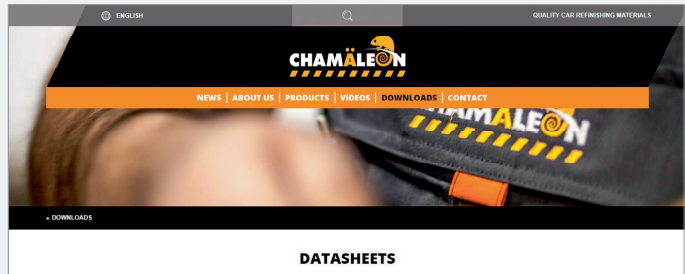 ENGLISH
QUALITY CAR REFINISHING MATERIALS
CHAMÄLEON
NEWS | ABOUT US | PRODUCTS | VIDEOS | DOWNLOADS | CONTACT
CHAMÄLEON
» DOWNLOADS
DATASHEETS